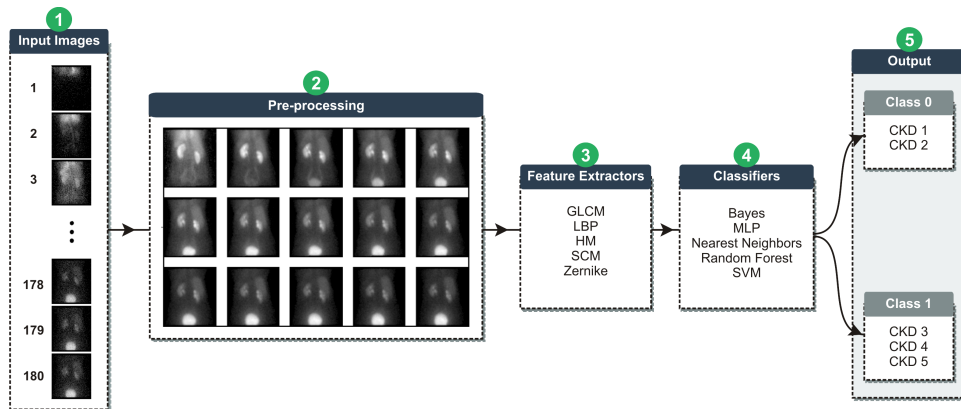 1
Input Images
1
2
3
178
179
180
2
Pre-processing
3
Feature Extractors
GLCM
LBP
HM
SCM
Zernike
4
Classifiers
Bayes
MLP
Nearest Neighbors
Random Forest
SVM
5
Output
Class 0
CKD 1
CKD 2
Class 1
CKD 3
CKD 4
CKD 5